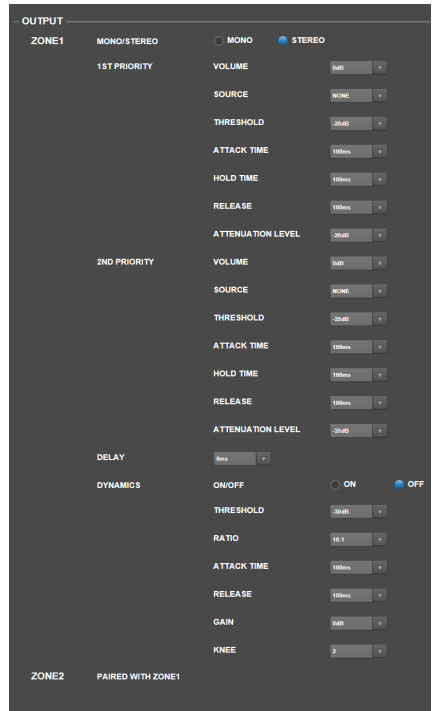 OUTPUT
ZONE1 MONO/STEREO MONO STEREO
1ST PRIORITY VOLUME 0dB
SOURCE NONE
THRESHOLD -20dB
ATTACK TIME 100ms
HOLD TIME 100ms
RELEASE 100ms
ATTENUATION LEVEL -20dB
2ND PRIORITY VOLUME 0dB
SOURCE NONE
THRESHOLD -35dB
ATTACK TIME 100ms
HOLD TIME 100ms
RELEASE 100ms
ATTENUATION LEVEL -35dB
DELAY 0ms
DYNAMICS ON/OFF ON OFF
THRESHOLD -30dB
RATIO 10:1
ATTACK TIME 100ms
RELEASE 100ms
GAIN 0dB
KNEE 2
ZONE2 PAIRED WITH ZONE1